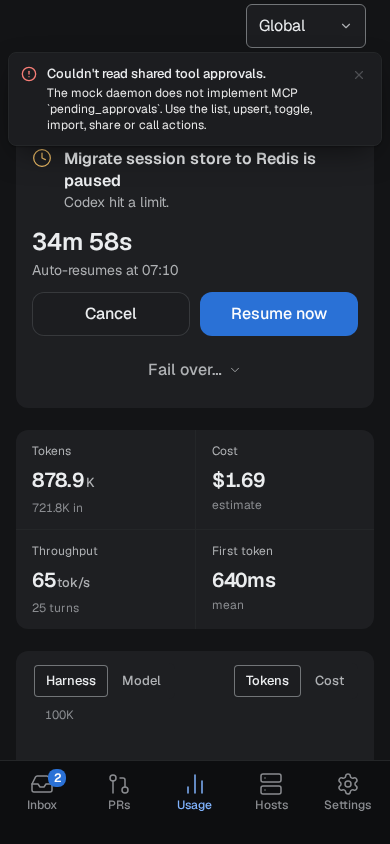 Global
Couldn't read shared tool approvals.
The mock daemon does not implement MCP
`pending_approvals`. Use the list, upsert, toggle,
import, share or call actions.
Migrate session store to Redis is
paused
Codex hit a limit.
34m 58s
Auto-resumes at 07:10
Cancel
Resume now
Fail over...
Tokens
Cost
878.9 K
$1.69
721.8K in
estimate
Throughput
First token
65 tok/s
640ms
25 turns
mean
Harness
Model
Tokens
Cost
100K
2
Inbox
PRs
Usage
Hosts
Settings